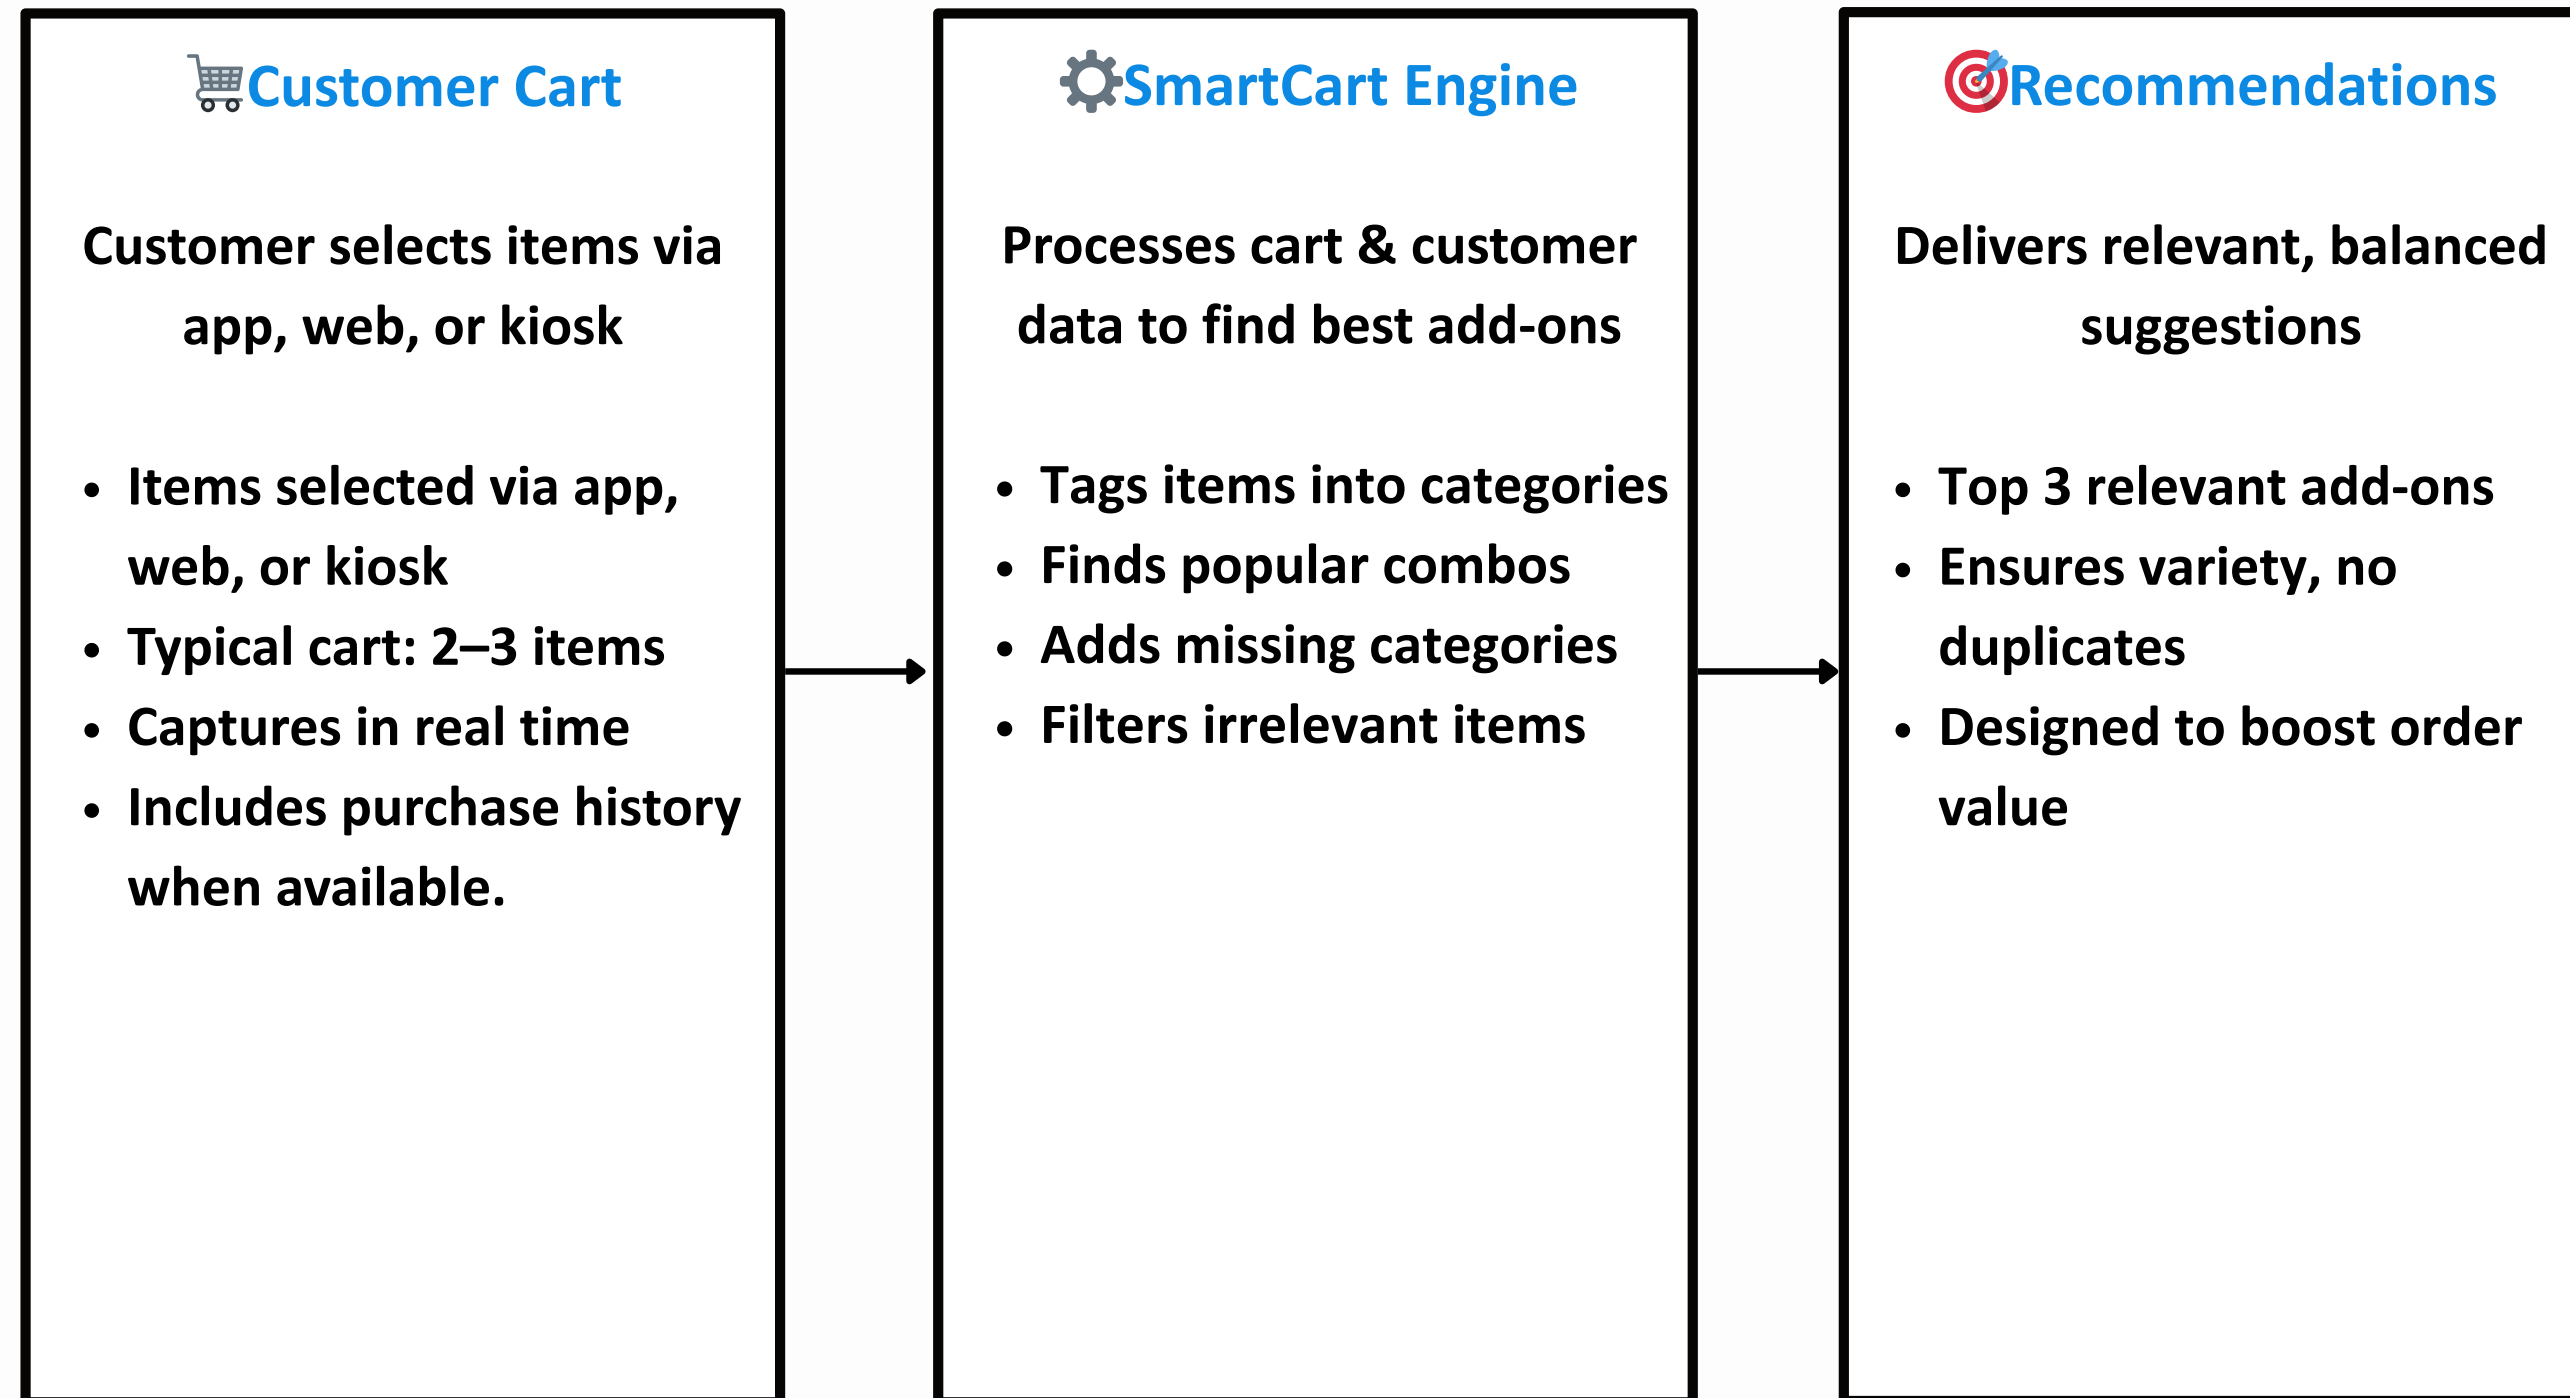 Customer Cart
Customer selects items via
app, web, or kiosk
• Items selected via app,
web, or kiosk
• Typical cart: 2–3 items
• Captures in real time
• Includes purchase history
when available.
SmartCart Engine
Processes cart & customer
data to find best add-ons
• Tags items into categories
• Finds popular combos
• Adds missing categories
• Filters irrelevant items
Recommendations
Delivers relevant, balanced
suggestions
• Top 3 relevant add-ons
• Ensures variety, no
duplicates
• Designed to boost order
value